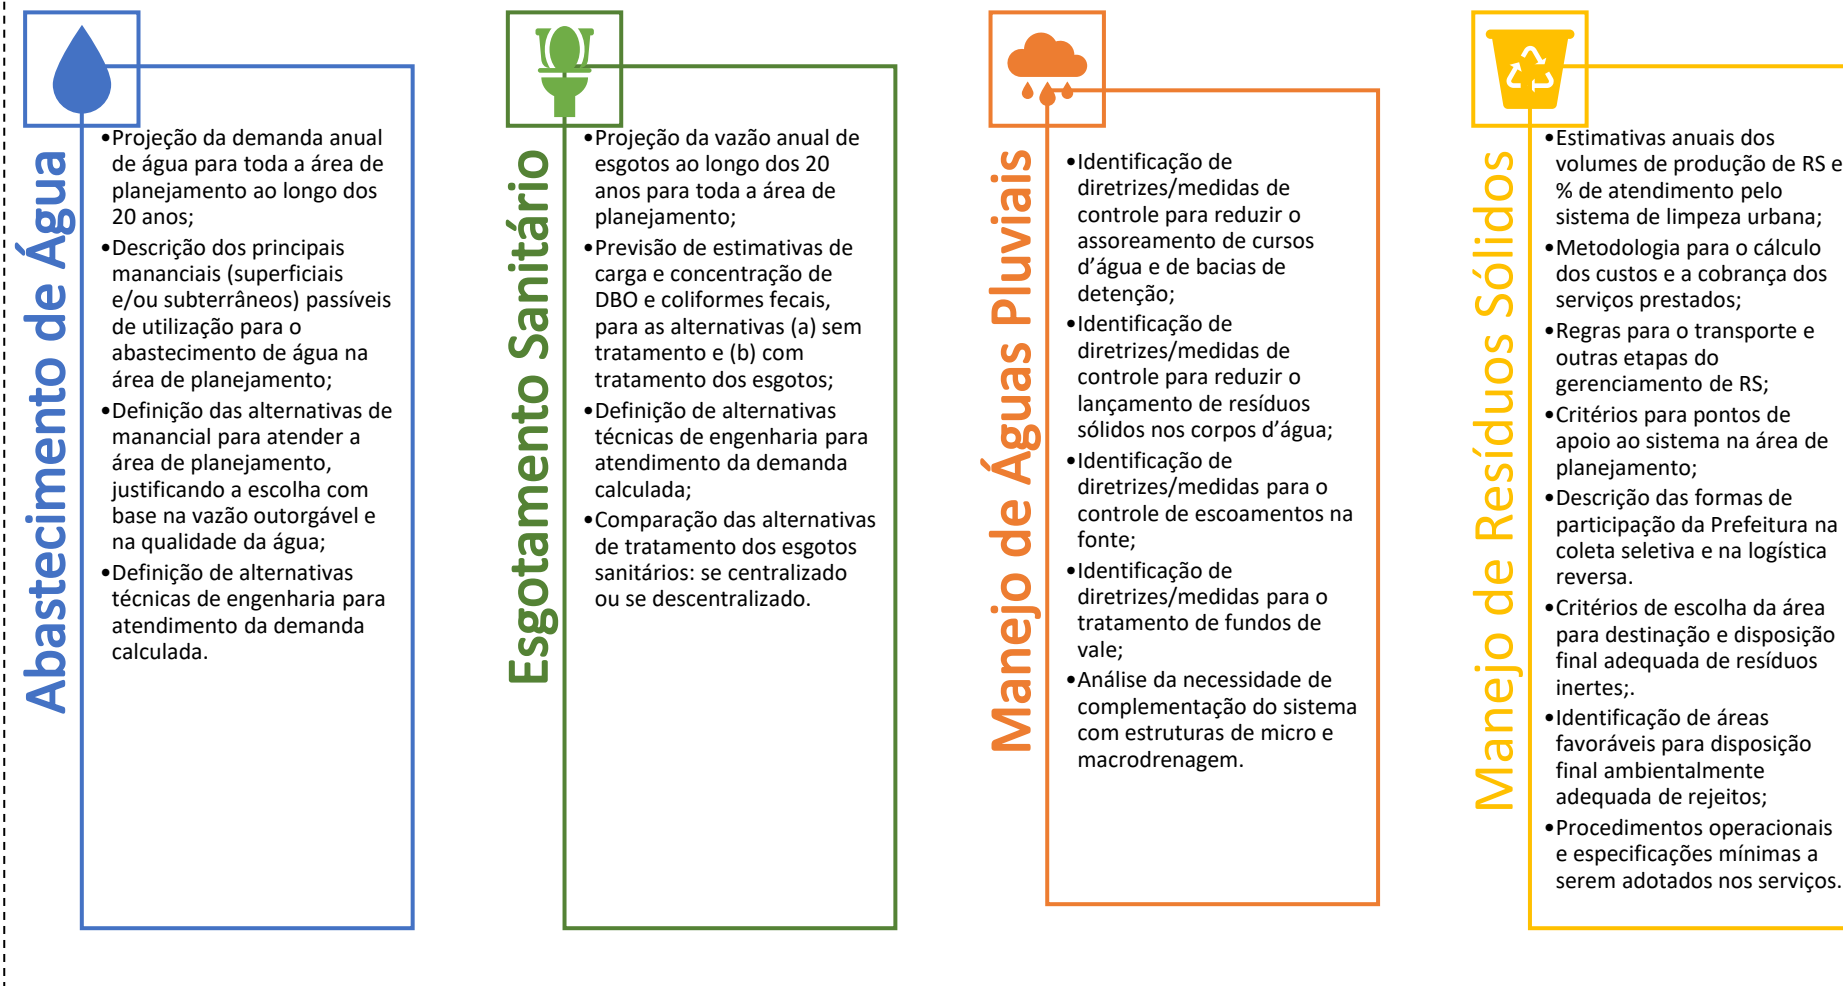 Abastecimento de Água
•Projeção da demanda anual
de água para toda a área de
planejamento ao longo dos
20 anos;
•Descrição dos principais
mananciais (superficiais
e/ou subterrâneos) passíveis
de utilização para o
abastecimento de água na
área de planejamento;
•Definição das alternativas de
manancial para atender a
área de planejamento,
justificando a escolha com
base na vazão outorgável e
na qualidade da água;
•Definição de alternativas
técnicas de engenharia para
atendimento da demanda
calculada.
Esgotamento Sanitário
•Projeção da vazão anual de
esgotos ao longo dos 20
anos para toda a área de
planejamento;
•Previsão de estimativas de
carga e concentração de
DBO e coliformes fecais,
para as alternativas (a) sem
tratamento e (b) com
tratamento dos esgotos;
•Definição de alternativas
técnicas de engenharia para
atendimento da demanda
calculada;
•Comparação das alternativas
de tratamento dos esgotos
sanitários: se centralizado
ou se descentralizado.
Manejo de Águas Pluviais
•Identificação de
diretrizes/medidas de
controle para reduzir o
assoreamento de cursos
d’água e de bacias de
detenção;
•Identificação de
diretrizes/medidas de
controle para reduzir o
lançamento de resíduos
sólidos nos corpos d’água;
•Identificação de
diretrizes/medidas para o
controle de escoamentos na
fonte;
•Identificação de
diretrizes/medidas para o
tratamento de fundos de
vale;
•Análise da necessidade de
complementação do sistema
com estruturas de micro e
macrodrenagem.
Manejo de Resíduos Sólidos
•Estimativas anuais dos
volumes de produção de RS e
% de atendimento pelo
sistema de limpeza urbana;
•Metodologia para o cálculo
dos custos e a cobrança dos
serviços prestados;
•Regras para o transporte e
outras etapas do
gerenciamento de RS;
•Critérios para pontos de
apoio ao sistema na área de
planejamento;
•Descrição das formas de
participação da Prefeitura na
coleta seletiva e na logística
reversa.
•Critérios de escolha da área
para destinação e disposição
final adequada de resíduos
inertes;.
•Identificação de áreas
favoráveis para disposição
final ambientalmente
adequada de rejeitos;
•Procedimentos operacionais
e especificações mínimas a
serem adotados nos serviços.